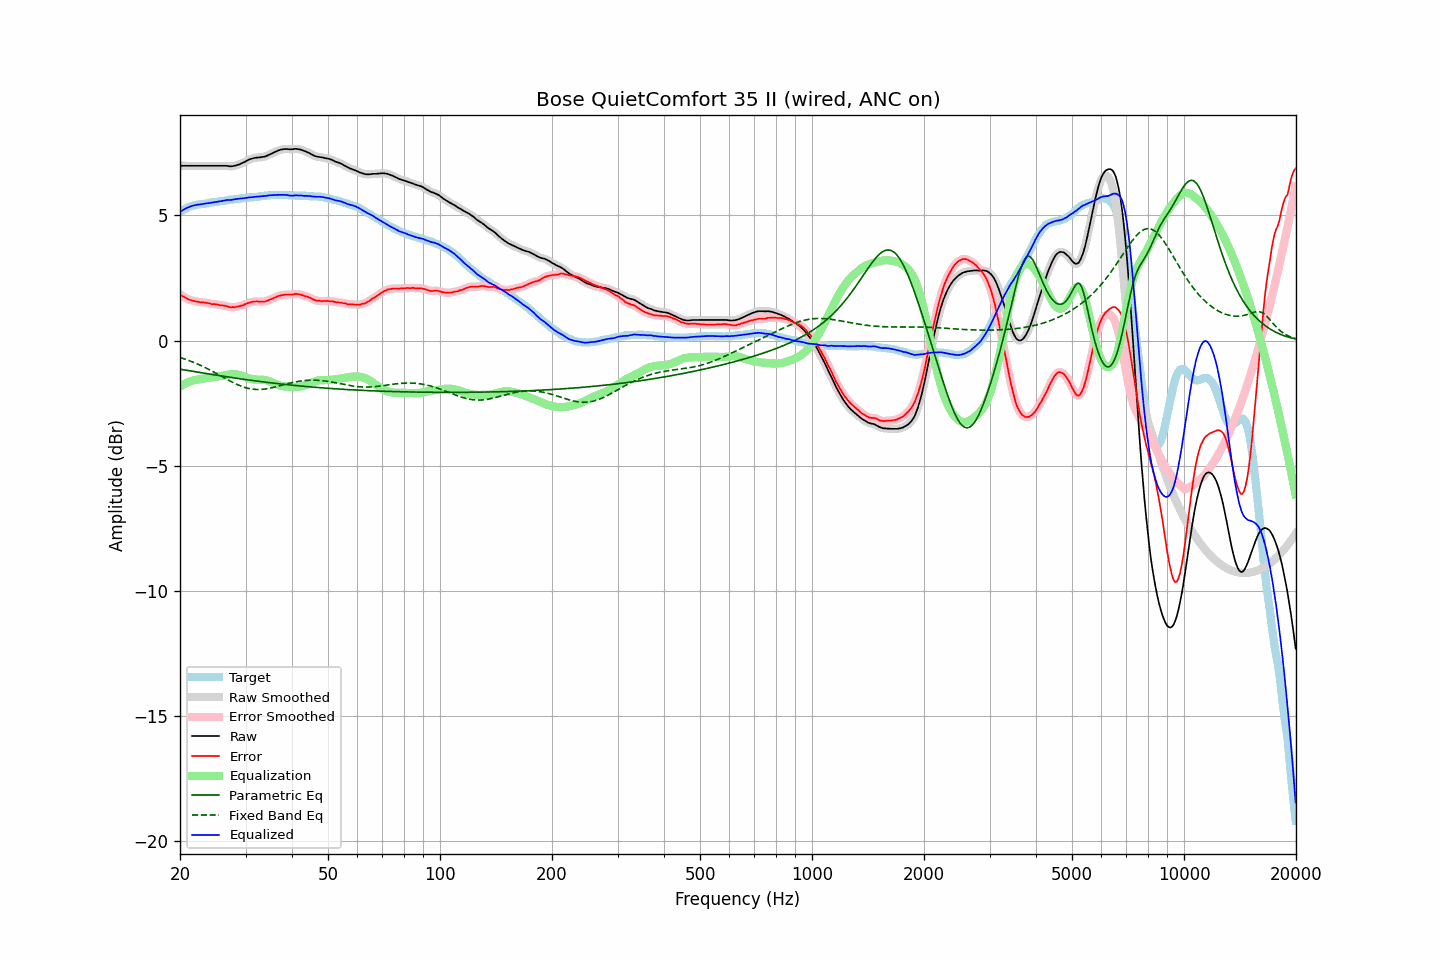 Bose QuietComfort 35 II (wired, ANC on)
Amplitude (dBr)
5
0
−5
−10
−15
−20
Target
Raw Smoothed
Error Smoothed
Raw
Error
Equalization
Parametric Eq
Fixed Band Eq
Equalized
20 50 100 200 500 1000 2000 5000 10000 20000
Frequency (Hz)